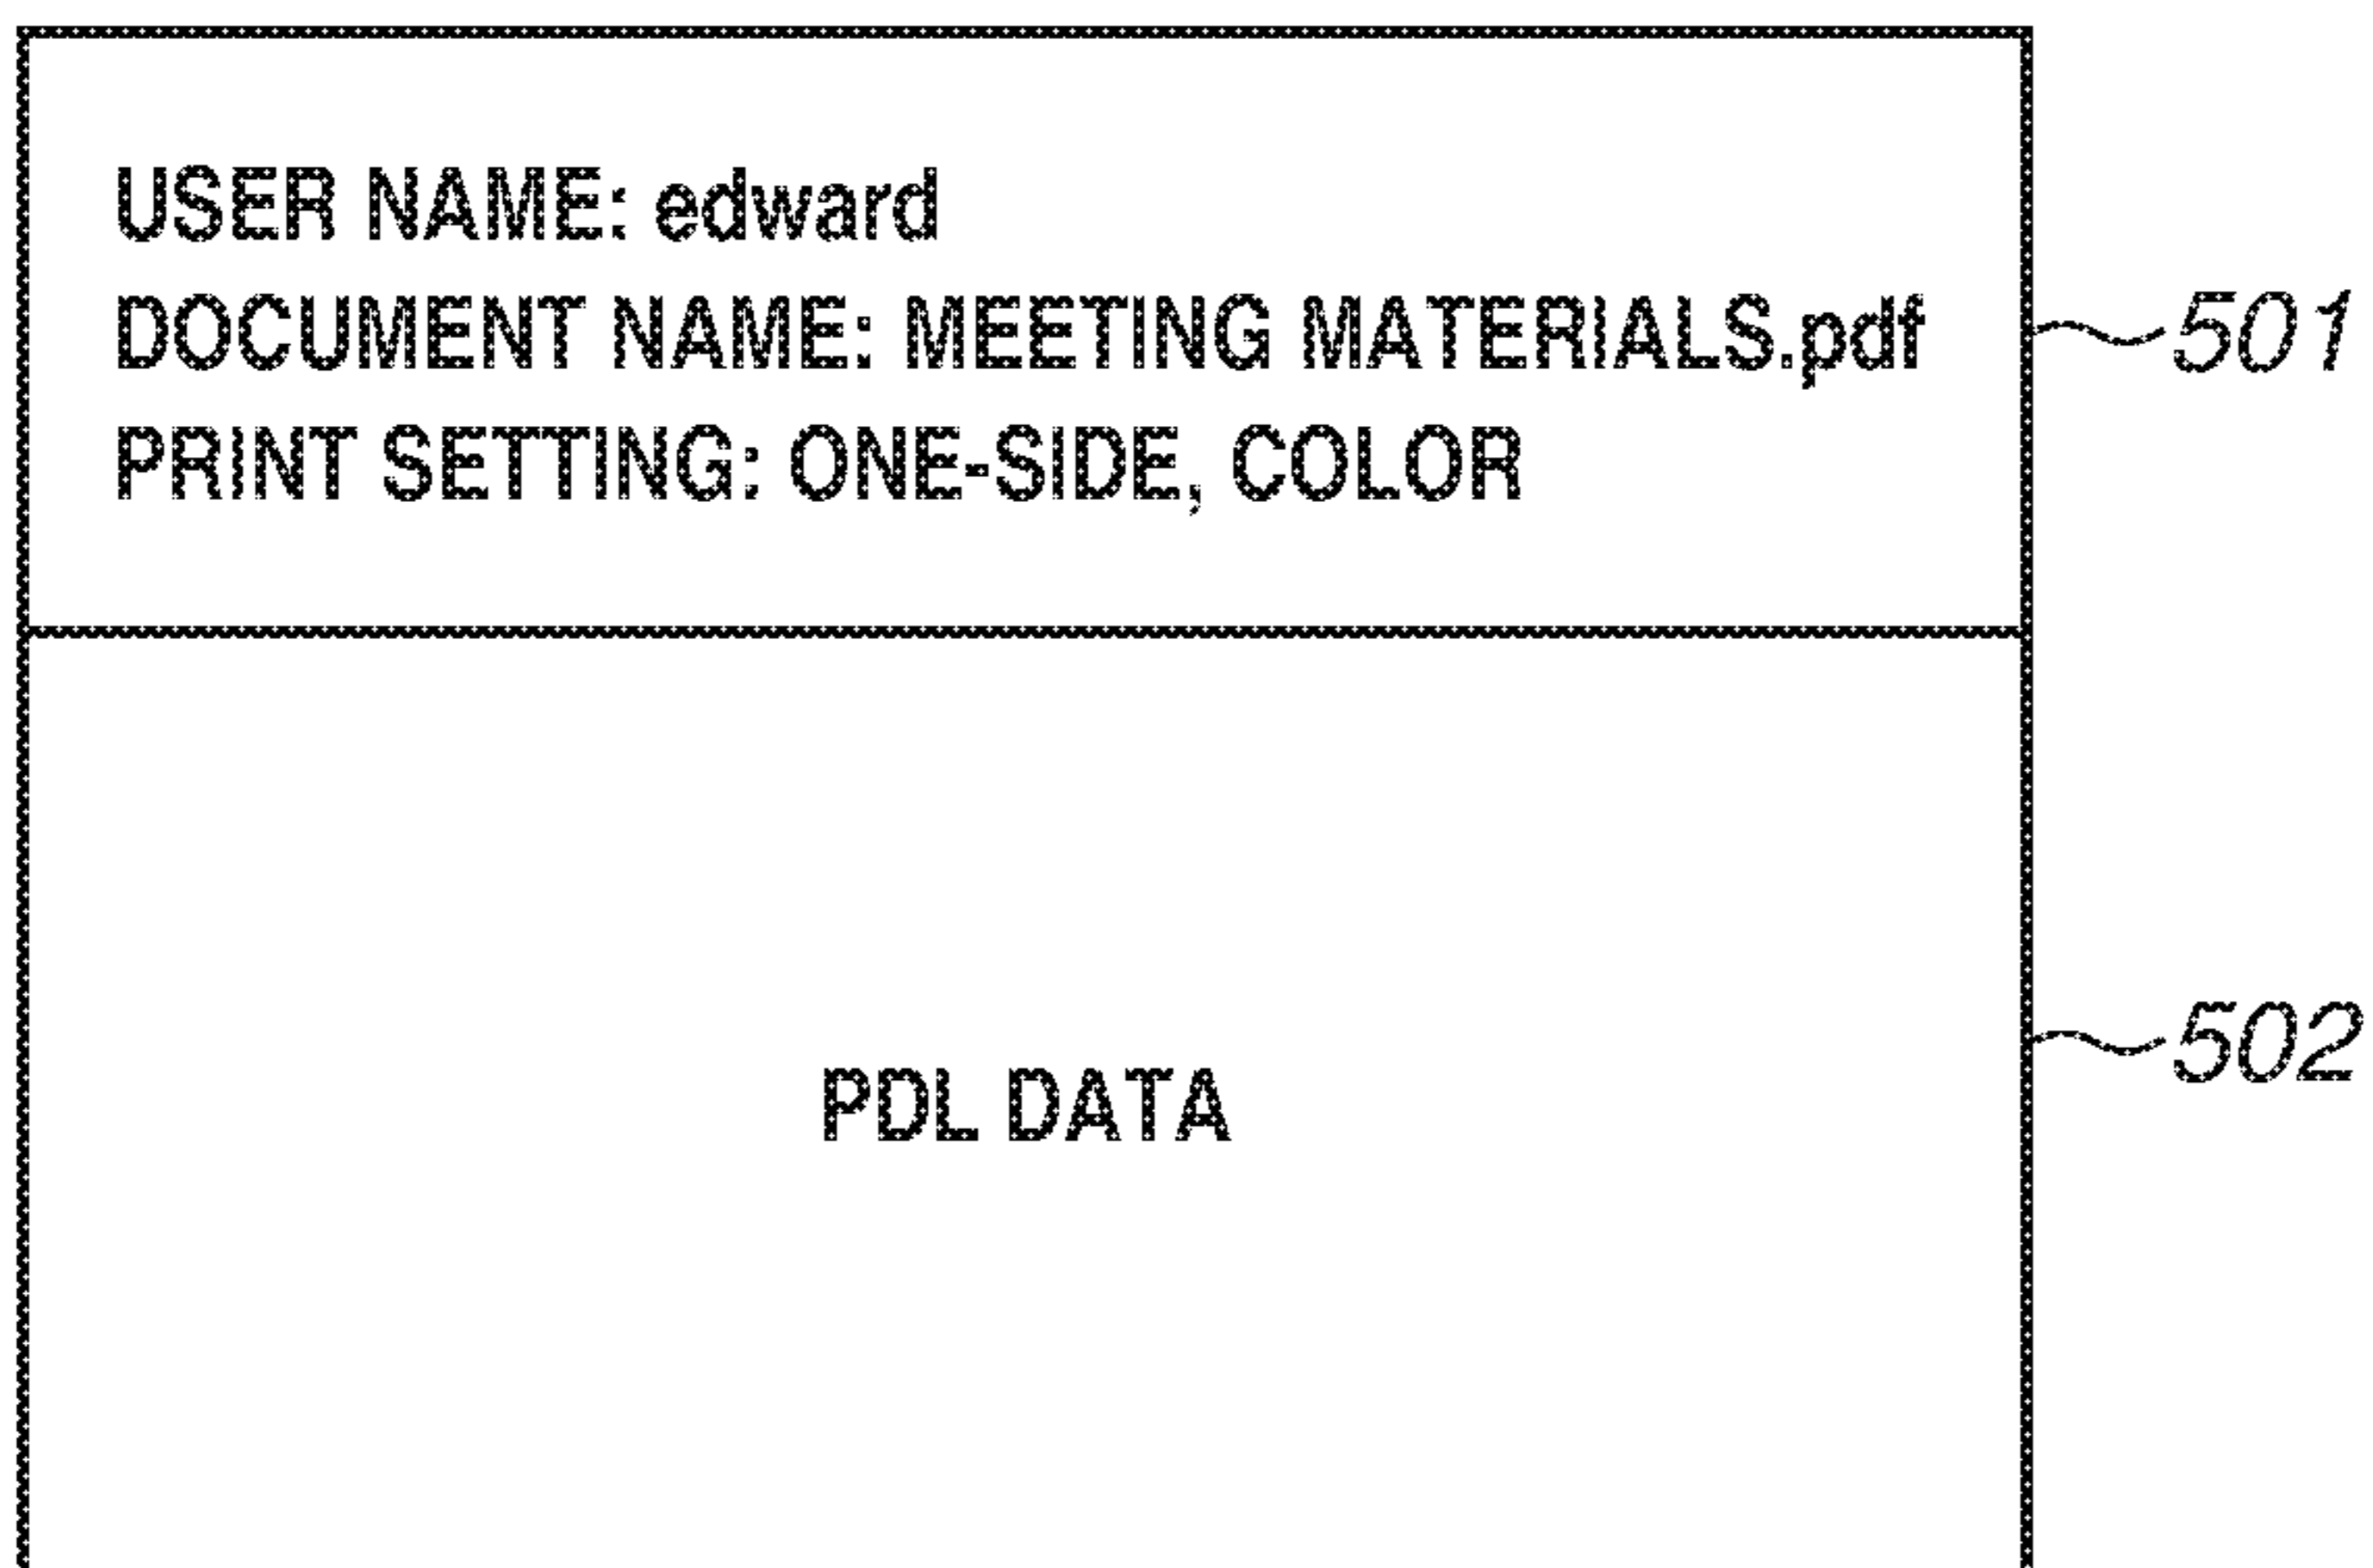 USER NAME: edward
DOCUMENT NAME: MEETING MATERIALS.pdf
501
PRINT SETTING: ONE-SIDE, COLOR
502
PDL DATA